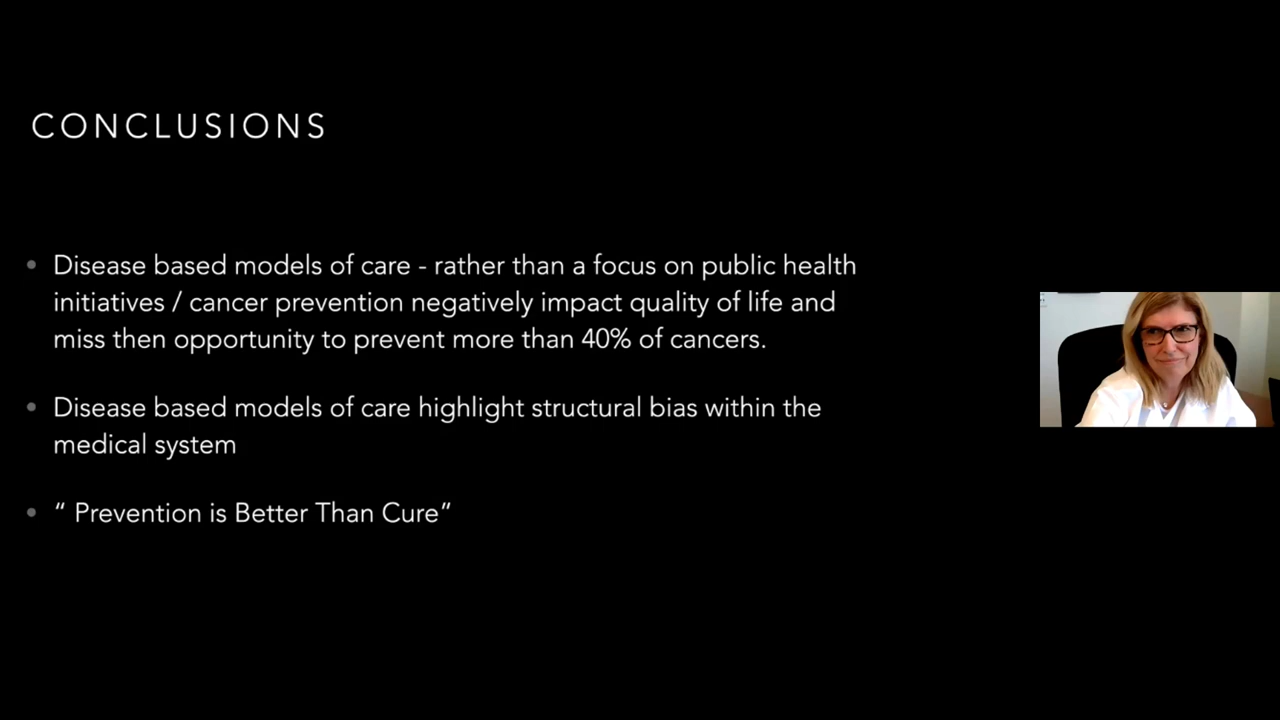 CONCLUSIONS
• Disease based models of care - rather than a focus on public health
initiatives / cancer prevention negatively impact quality of life and
miss then opportunity to prevent more than 40% of cancers.
• Disease based models of care highlight structural bias within the
medical system
• “ Prevention is Better Than Cure”